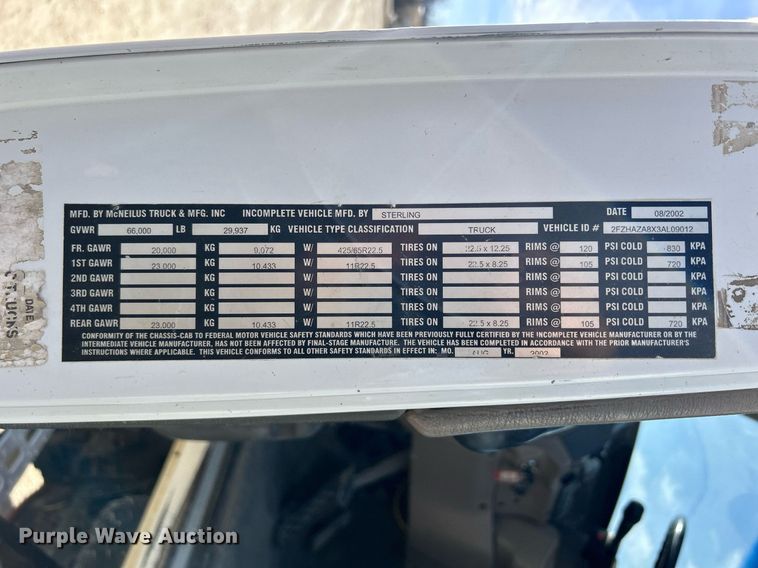 MFD. BY McNEILUS TRUCK & MFG. INC INCOMPLETE VEHICLE MFD. BY STERLING DATE 08/2002
GVWR 66,000 LB 29,937 KG VEHICLE TYPE CLASSIFICATION TRUCK VEHICLE ID # 2FZHAZA8X3AL09012
FR. GAWR 20,000 KG 9,072 W/ 425/65R22.5 TIRES ON 22.5 x 12.25 RIMS @ 120 PSI COLD 830 KPA
1ST GAWR 23,000 KG 10,433 W/ 11R22.5 TIRES ON 22.5 x 8.25 RIMS @ 105 PSI COLD 720 KPA
2ND GAWR KG W/ TIRES ON RIMS @ PSI COLD KPA
3RD GAWR KG W/ TIRES ON RIMS @ PSI COLD KPA
4TH GAWR KG W/ TIRES ON RIMS @ PSI COLD KPA
REAR GAWR 23,000 KG 10,433 W/ 11R22.5 TIRES ON 22.5 x 8.25 RIMS @ 105 PSI COLD 720 KPA
CONFORMITY OF THE CHASSIS-CAB TO FEDERAL MOTOR VEHICLE SAFETY STANDARDS WHICH HAVE BEEN PREVIOUSLY FULLY CERTIFIED BY THE INCOMPLETE VEHICLE MANUFACTURER OR BY THE
INTERMEDIATE VEHICLE MANUFACTURER, HAS NOT BEEN AFFECTED BY FINAL-STAGE MANUFACTURER. THE VEHICLE HAS BEEN COMPLETED IN ACCORDANCE WITH THE PRIOR MANUFACTURER'S
INSTRUCTIONS WHERE APPLICABLE. THIS VEHICLE CONFORMS TO ALL OTHER SAFETY STANDARDS IN EFFECT IN: MO. AUG YR. 2002
DATE
Purple Wave Auction